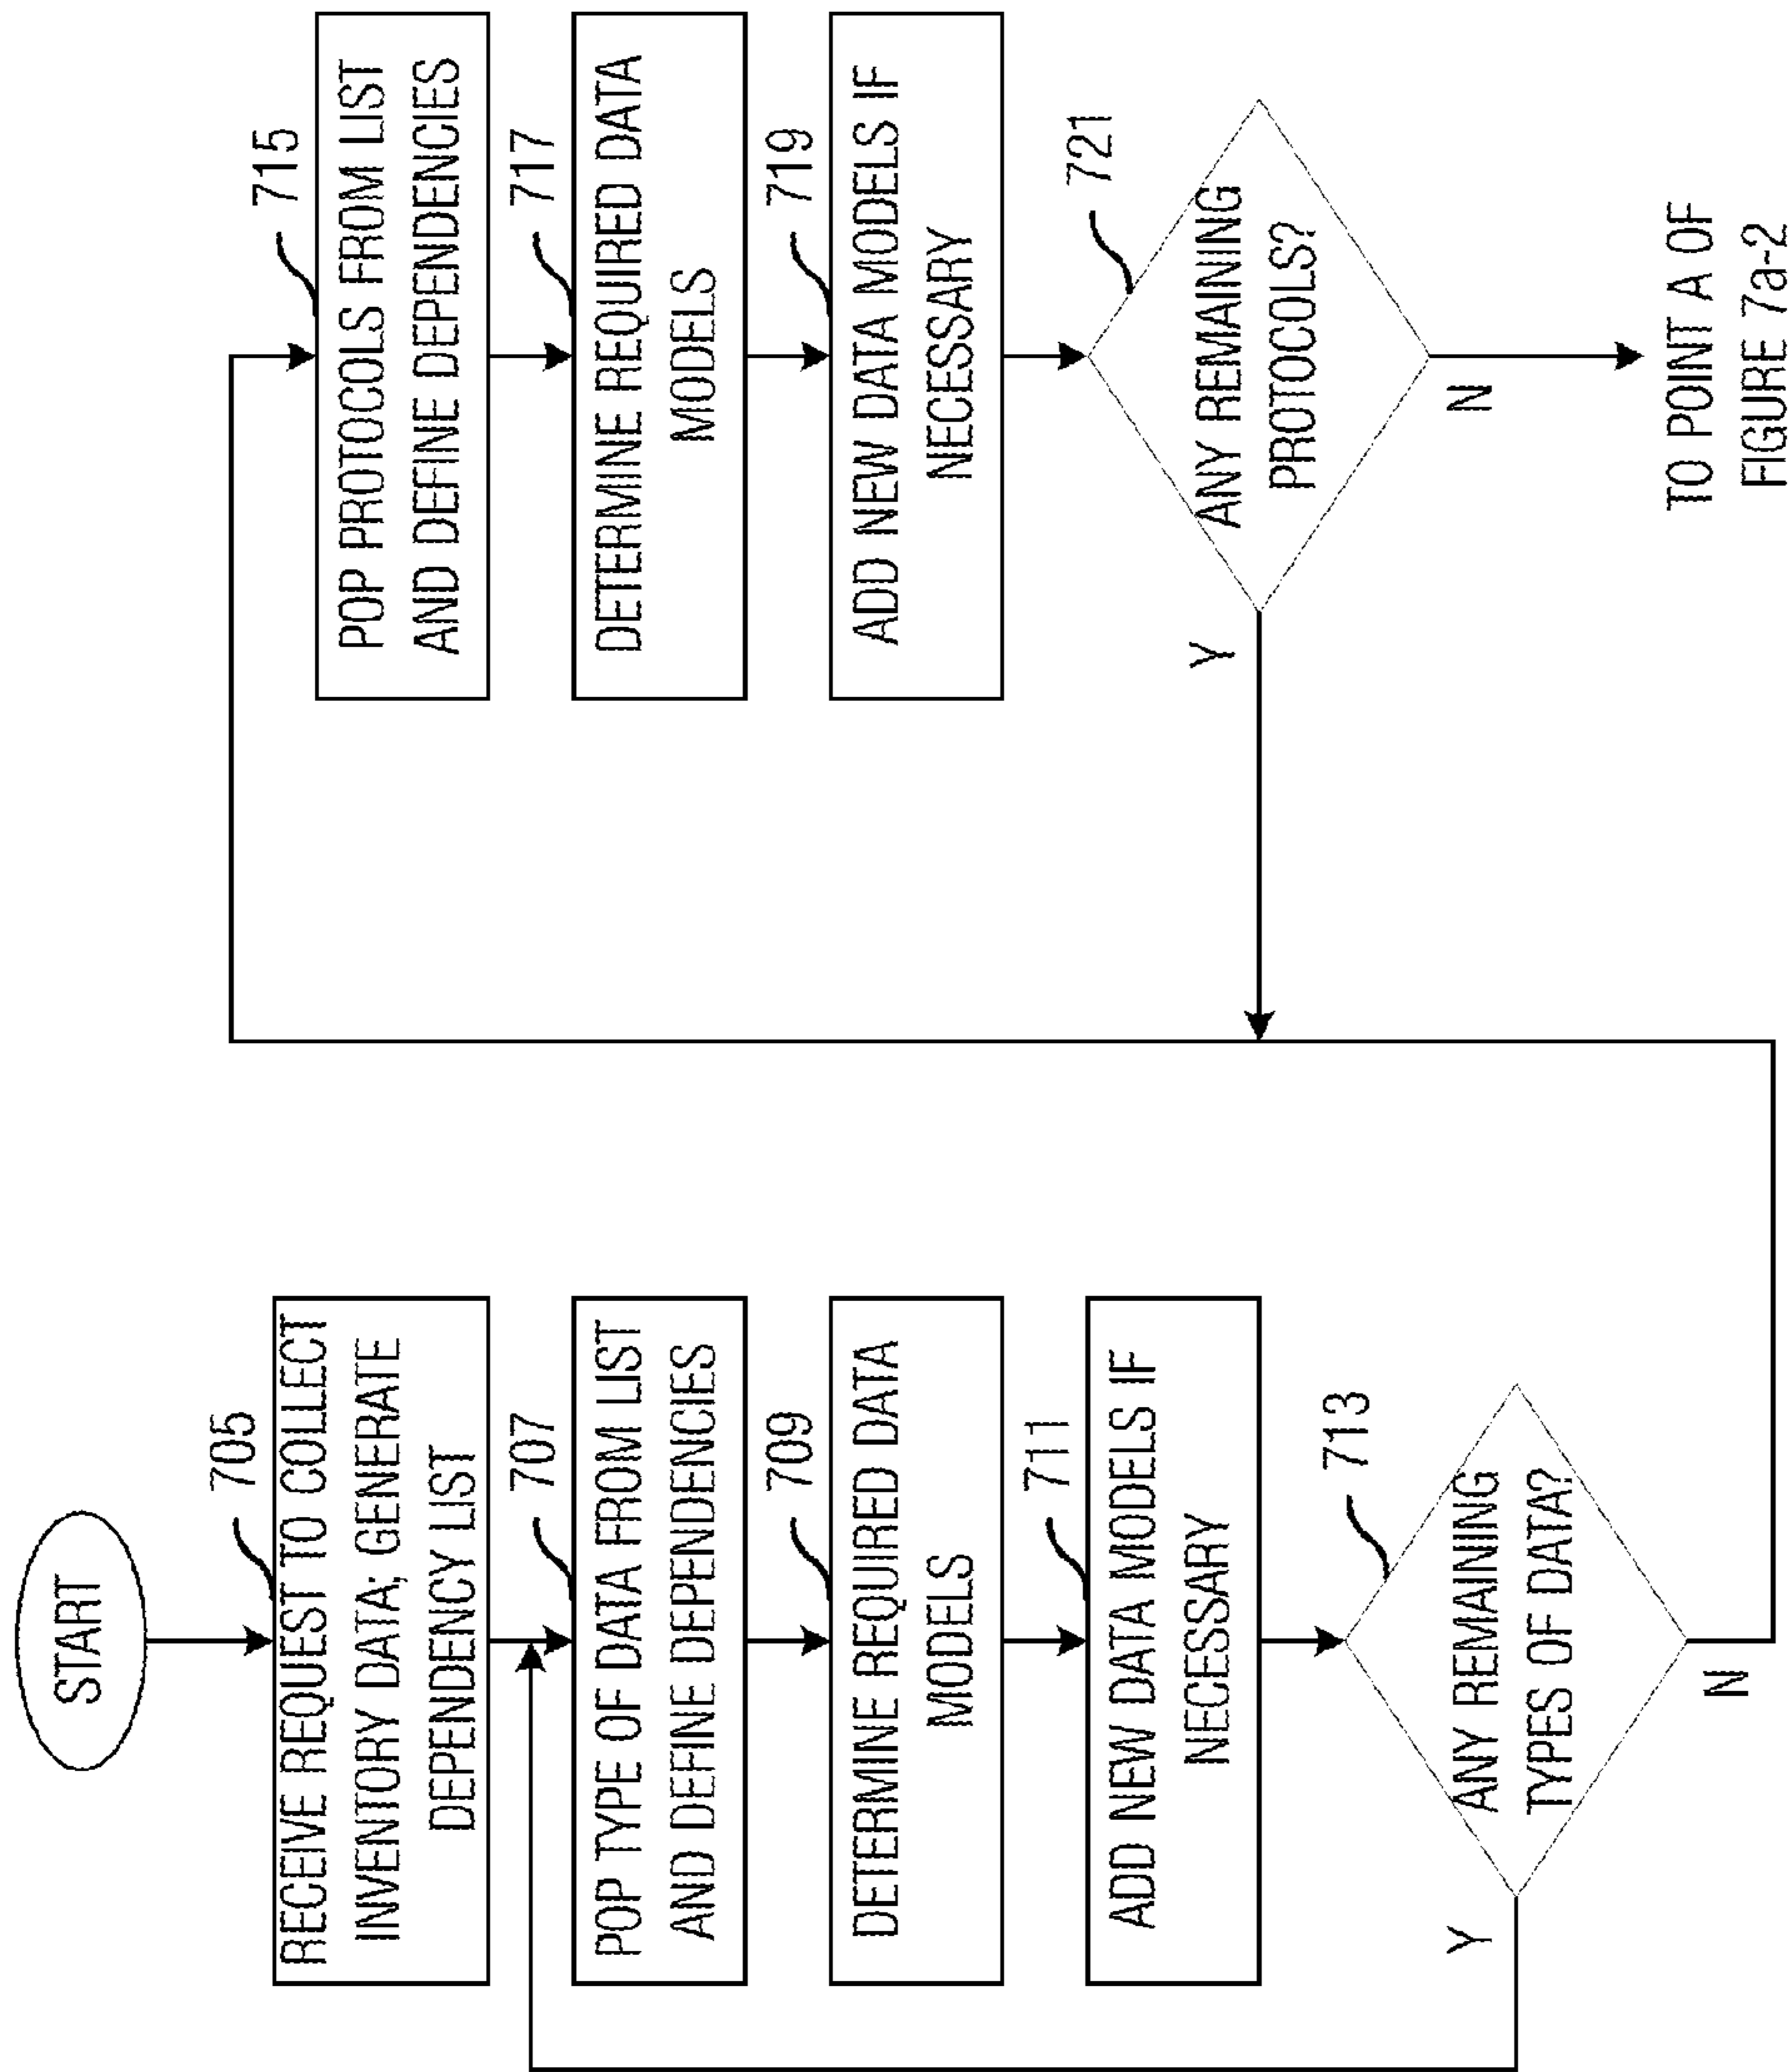 START
705
RECEIVE REQUEST TO COLLECT
INVENTORY DATA; GENERATE
DEPENDENCY LIST
707
POP TYPE OF DATA FROM LIST
AND DEFINE DEPENDENCIES
709
DETERMINE REQUIRED DATA
MODELS
711
ADD NEW DATA MODELS IF
NECESSARY
713
ANY REMAINING
TYPES OF DATA?
Y
N
715
POP PROTOCOLS FROM LIST
AND DEFINE DEPENDENCIES
717
DETERMINE REQUIRED DATA
MODELS
719
ADD NEW DATA MODELS IF
NECESSARY
721
ANY REMAINING
PROTOCOLS?
Y
N
TO POINT A OF
FIGURE 7a-2